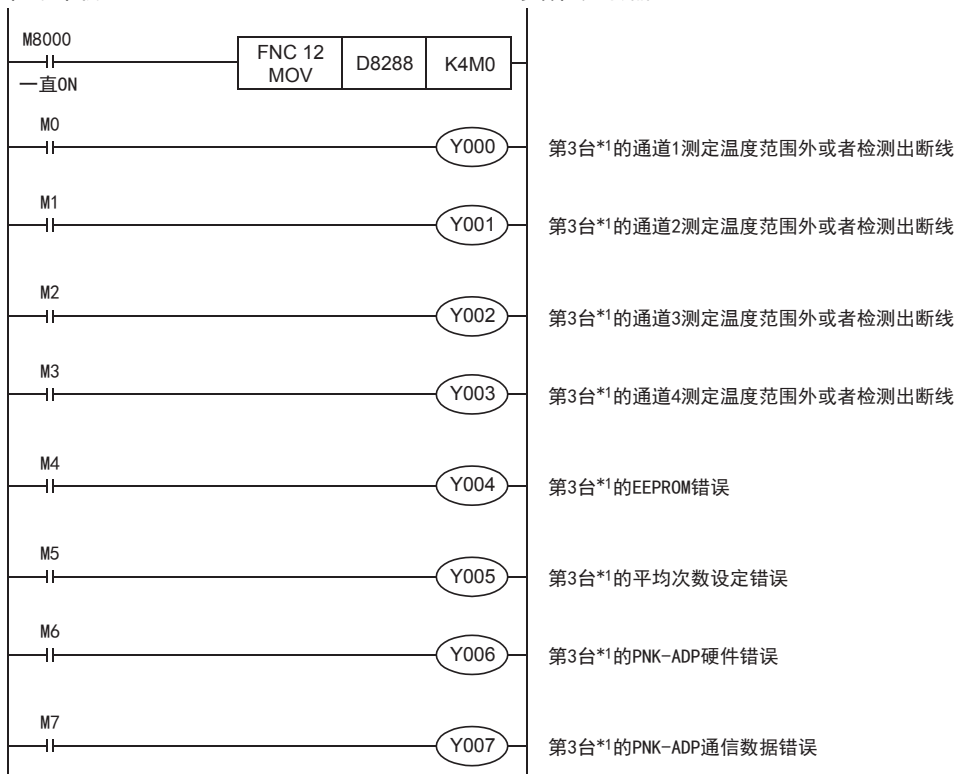 M8000
一直ON
FNC 12
MOV
D8288
K4M0
M0
Y000
第3台*1的通道1测定温度范围外或者检测出断线
M1
Y001
第3台*1的通道2测定温度范围外或者检测出断线
M2
Y002
第3台*1的通道3测定温度范围外或者检测出断线
M3
Y003
第3台*1的通道4测定温度范围外或者检测出断线
M4
Y004
第3台*1的EEPROM错误
M5
Y005
第3台*1的平均次数设定错误
M6
Y006
第3台*1的PNK-ADP硬件错误
M7
Y007
第3台*1的PNK-ADP通信数据错误